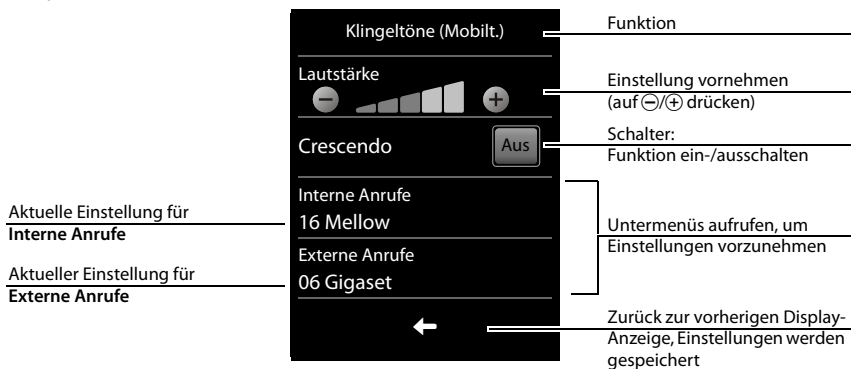 Klingeltöne (Mobilt.)
Lautstärke
Crescendo
Aus
Interne Anrufe
16 Mellow
Externe Anrufe
06 Gigaset
Aktuelle Einstellung für
Interne Anrufe
Aktueller Einstellung für
Externe Anrufe
Funktion
Einstellung vornehmen
(auf ⊖/⊕ drücken)
Schalter:
Funktion ein-/ausschalten
Untermenüs aufrufen, um
Einstellungen vorzunehmen
Zurück zur vorherigen Display-
Anzeige, Einstellungen werden
gespeichert